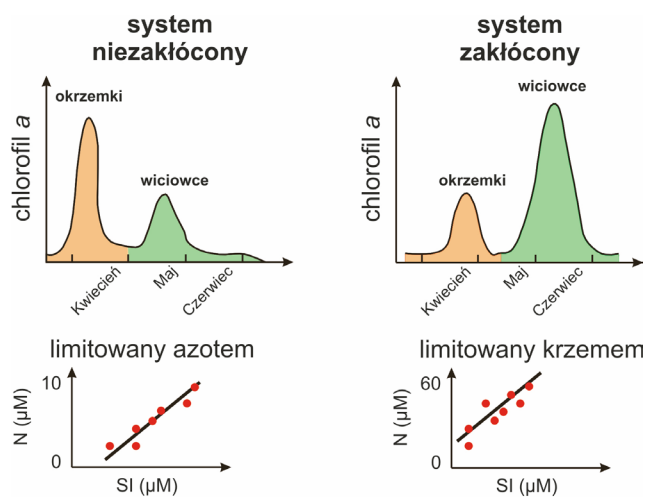 system
niezakłócony
chlorofil a
okrzemki
wiciowce
Kwiecień
Maj
Czerwiec
system
zakłócony
chlorofil a
okrzemki
wiciowce
Kwiecień
Maj
Czerwiec
limitowany azotem
N (µM)
10
0
SI (µM)
limitowany krzemem
N (µM)
60
0
SI (µM)